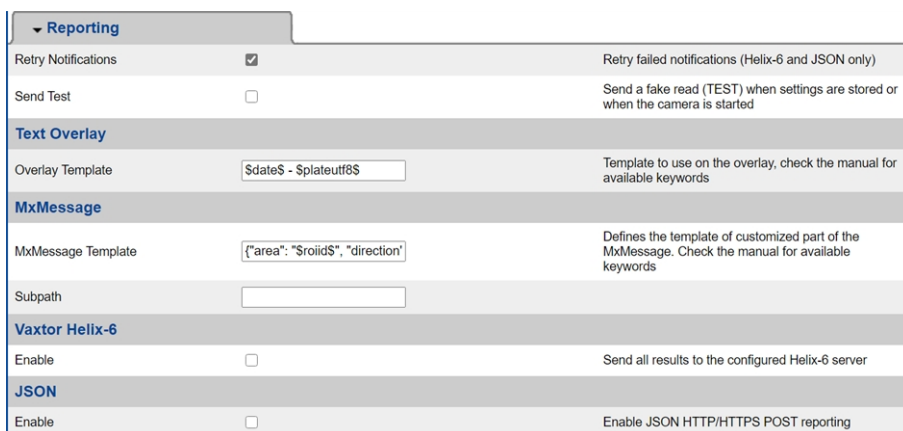 Reporting
Retry Notifications Retry failed notifications (Helix-6 and JSON only)
Send Test Send a fake read (TEST) when settings are stored or
when the camera is started
Text Overlay
Overlay Template $date$ - $plateutf8$ Template to use on the overlay, check the manual for
available keywords
MxMessage
MxMessage Template {"area": "$roiid$", "direction" Defines the template of customized part of the
MxMessage. Check the manual for available
keywords
Subpath
Vaxtor Helix-6
Enable Send all results to the configured Helix-6 server
JSON
Enable Enable JSON HTTP/HTTPS POST reporting